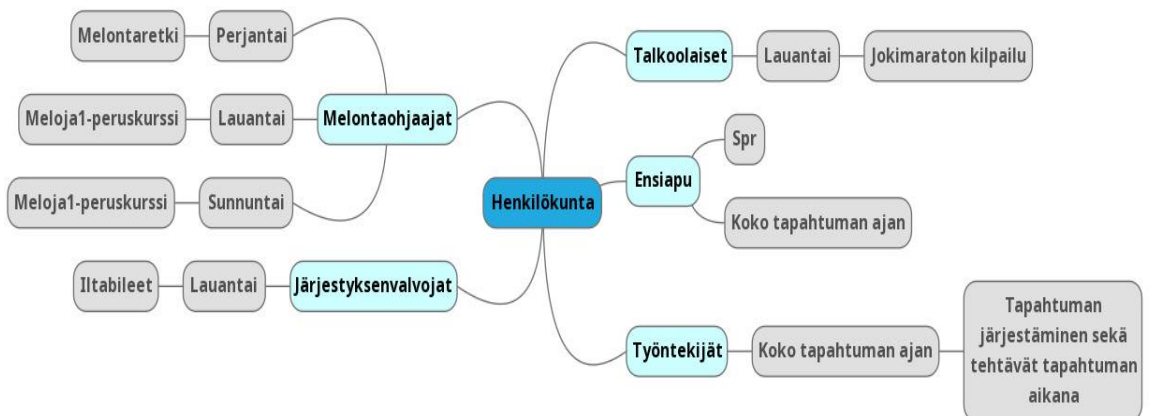 Henkilökunta
Melontaohjaajat
Perjantai
Melontaretki
Lauantai
Meloja1-peruskurssi
Sunnuntai
Meloja1-peruskurssi
Järjestyksenvalvojat
Lauantai
Iltabileet
Talkoolaiset
Lauantai
Jokimaraton kilpailu
Ensiapu
Spr
Koko tapahtuman ajan
Työntekijät
Koko tapahtuman ajan
Tapahtuman
järjestäminen sekä
tehtävät tapahtuman
aikana